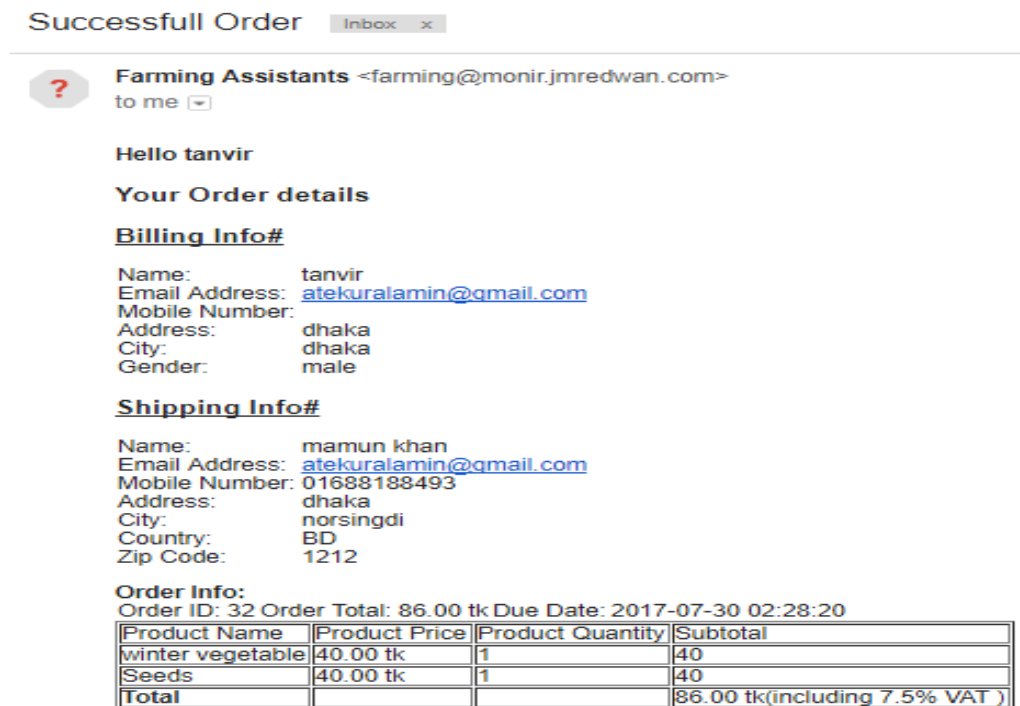 Successfull Order Inbox x
?
Farming Assistants <farming@monir.jmredwan.com>
to me
Hello tanvir
Your Order details
Billing Info#
Name: tanvir
Email Address: atekuralamin@gmail.com
Mobile Number:
Address: dhaka
City: dhaka
Gender: male
Shipping Info#
Name: mamun khan
Email Address: atekuralamin@gmail.com
Mobile Number: 01688188493
Address: dhaka
City: norsingdi
Country: BD
Zip Code: 1212
Order Info:
Order ID: 32 Order Total: 86.00 tk Due Date: 2017-07-30 02:28:20
Product Name Product Price Product Quantity Subtotal
winter vegetable 40.00 tk 1 40
Seeds 40.00 tk 1 40
Total 86.00 tk(including 7.5% VAT )